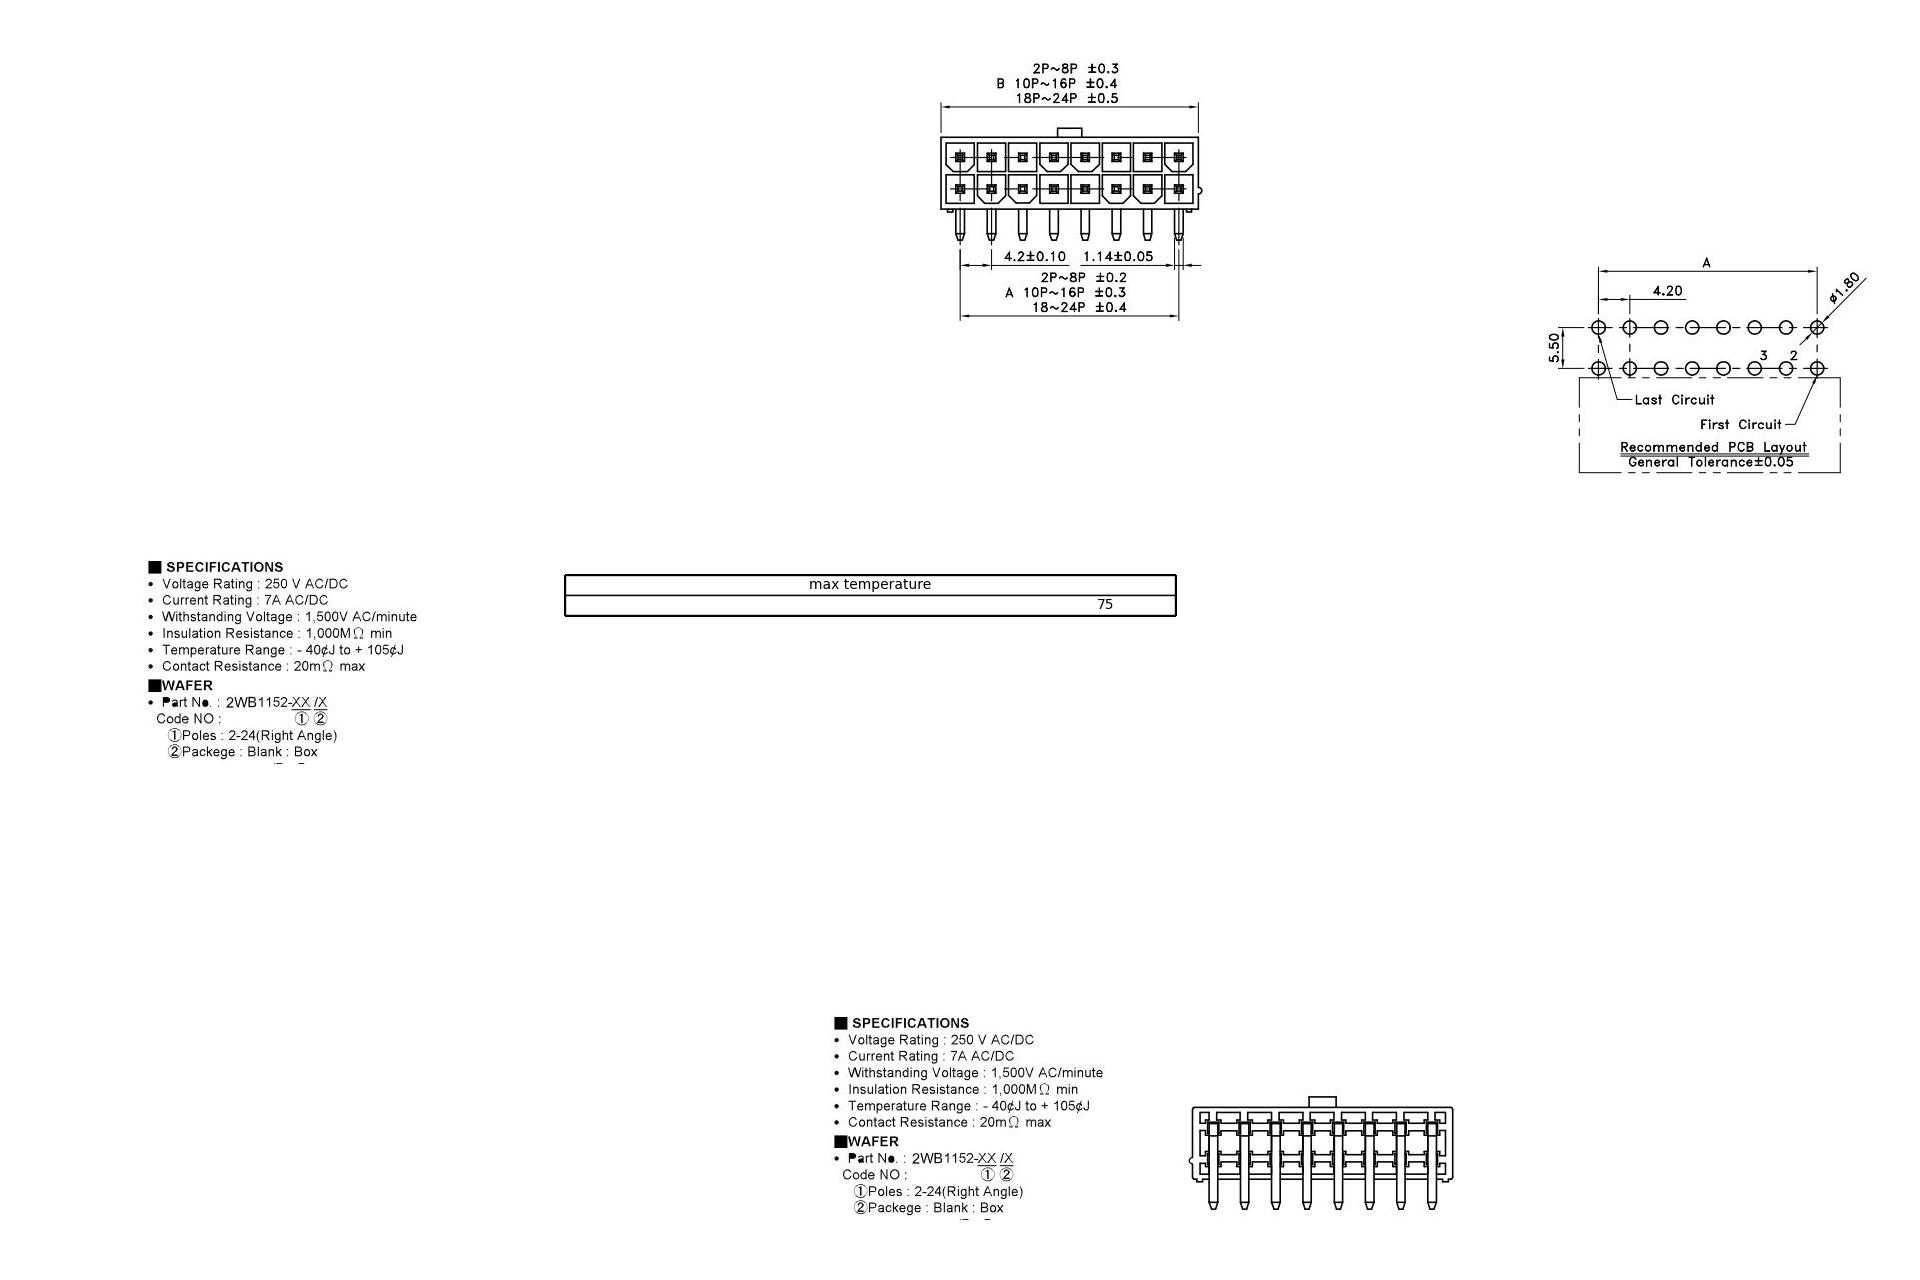 2P~8P ±0.3
B 10P~16P ±0.4
18P~24P ±0.5
4.2±0.10 1.14±0.05
2P~8P ±0.2
A 10P~16P ±0.3
18~24P ±0.4
A
4.20
ø1.80
5.50
3 2
Last Circuit
First Circuit
Recommended PCB Layout
General Tolerance±0.05
■ SPECIFICATIONS
• Voltage Rating : 250 V AC/DC
• Current Rating : 7A AC/DC
• Withstanding Voltage : 1,500V AC/minute
• Insulation Resistance : 1,000MΩ min
• Temperature Range : - 40¢J to + 105¢J
• Contact Resistance : 20mΩ max
■WAFER
• Part No. : 2WB1152-XX /X
Code NO : ① ②
①Poles : 2-24(Right Angle)
②Packege : Blank : Box
max temperature
75
■ SPECIFICATIONS
• Voltage Rating : 250 V AC/DC
• Current Rating : 7A AC/DC
• Withstanding Voltage : 1,500V AC/minute
• Insulation Resistance : 1,000MΩ min
• Temperature Range : - 40¢J to + 105¢J
• Contact Resistance : 20mΩ max
■WAFER
• Part No. : 2WB1152-XX /X
Code NO : ① ②
①Poles : 2-24(Right Angle)
②Packege : Blank : Box